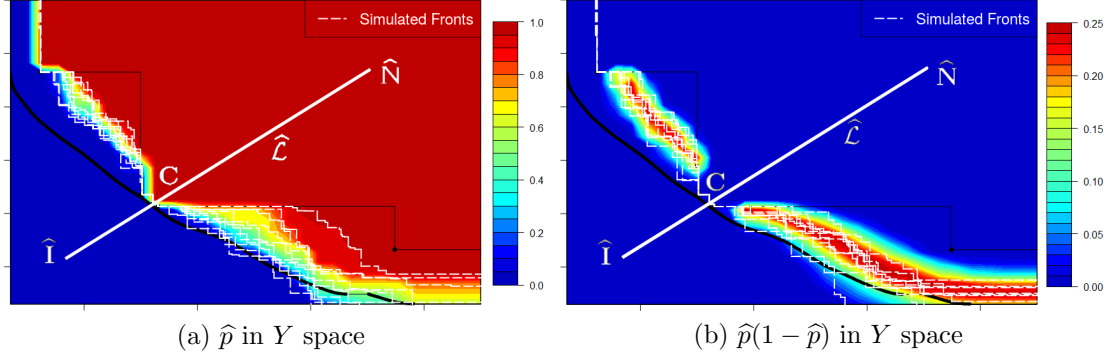 Simulated Fronts
N̂
ℒ̂
C
Î
1.0
0.8
0.6
0.4
0.2
0.0
(a) p̂ in Y space
Simulated Fronts
N̂
ℒ̂
C
Î
0.25
0.20
0.15
0.10
0.05
0.00
(b) p̂(1 − p̂) in Y space